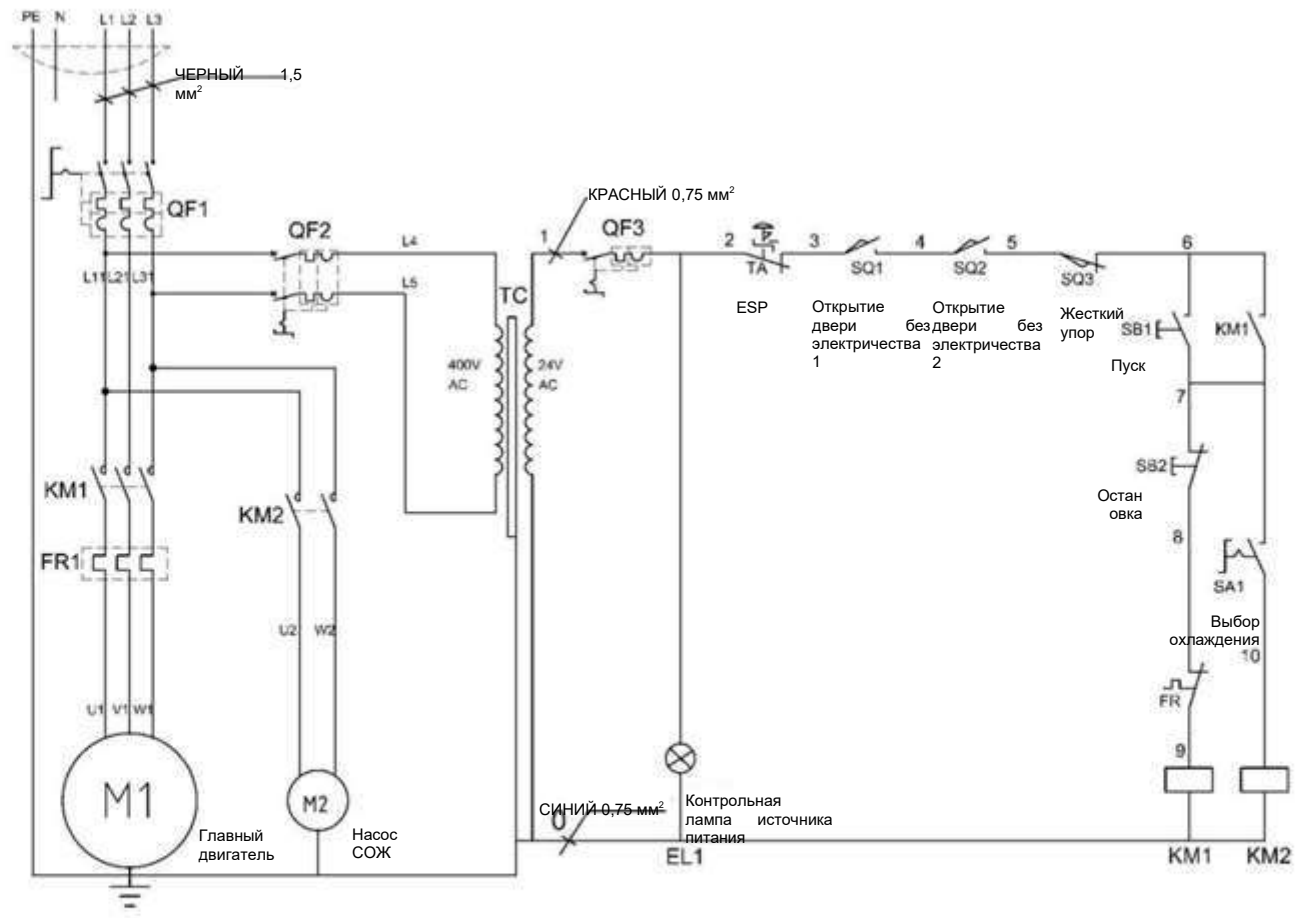 PE N L1 L2 L3
ЧЕРНЫЙ 1,5
мм²
КРАСНЫЙ 0,75 мм²
QF1
QF2
L4
1
QF3
2
3
4
5
6
L11 L21 L31
L5
TC
TA
SQ1
SQ2
SQ3
ESP
Открытие
двери без
электричества
1
Открытие
двери без
электричества
2
Жесткий
упор
SB1
KM1
400V
AC
24V
AC
Пуск
7
SB2
KM1
KM2
Остан
овка
8
FR1
SA1
U2 W2
Выбор
охлаждения
10
FR
U1 V1 W1
9
M1
M2
СИНИЙ 0,75 мм²
0
Контрольная
лампа источника
питания
Главный
двигатель
Насос
СОЖ
EL1
KM1
KM2